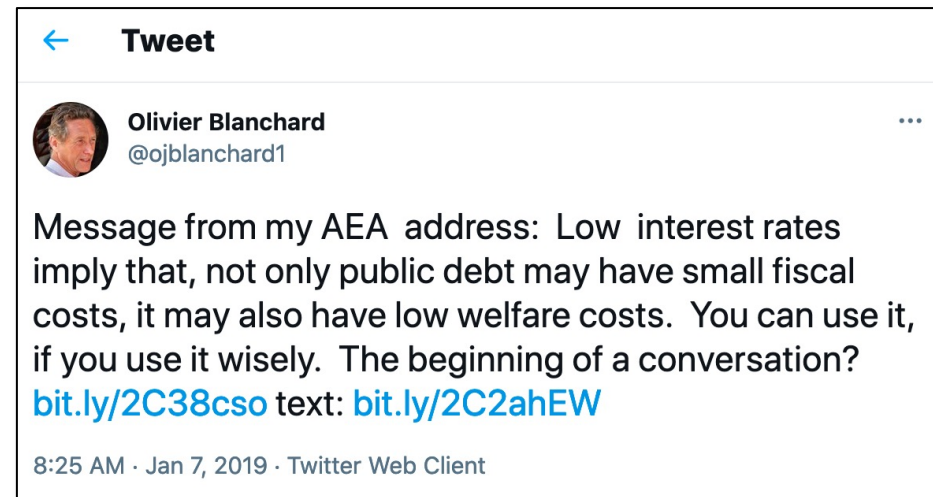 Tweet
Olivier Blanchard
@ojblanchard1
Message from my AEA address: Low interest rates
imply that, not only public debt may have small fiscal
costs, it may also have low welfare costs. You can use it,
if you use it wisely. The beginning of a conversation?
bit.ly/2C38cso text: bit.ly/2C2ahEW
8:25 AM · Jan 7, 2019 · Twitter Web Client